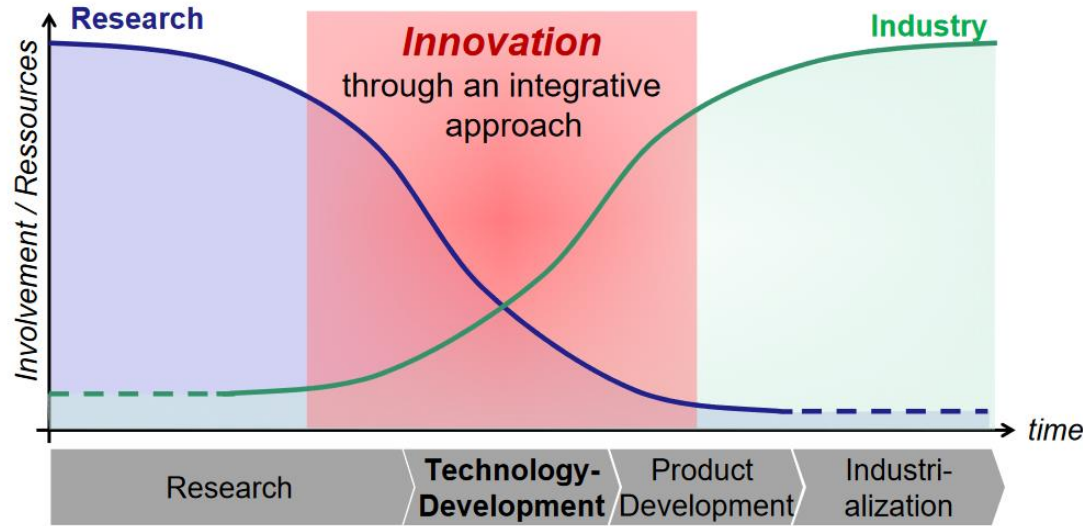 Research
Innovation
through an integrative
approach
Industry
Involvement / Ressources
time
Research
Technology-
Development
Product
Development
Industri-
alization